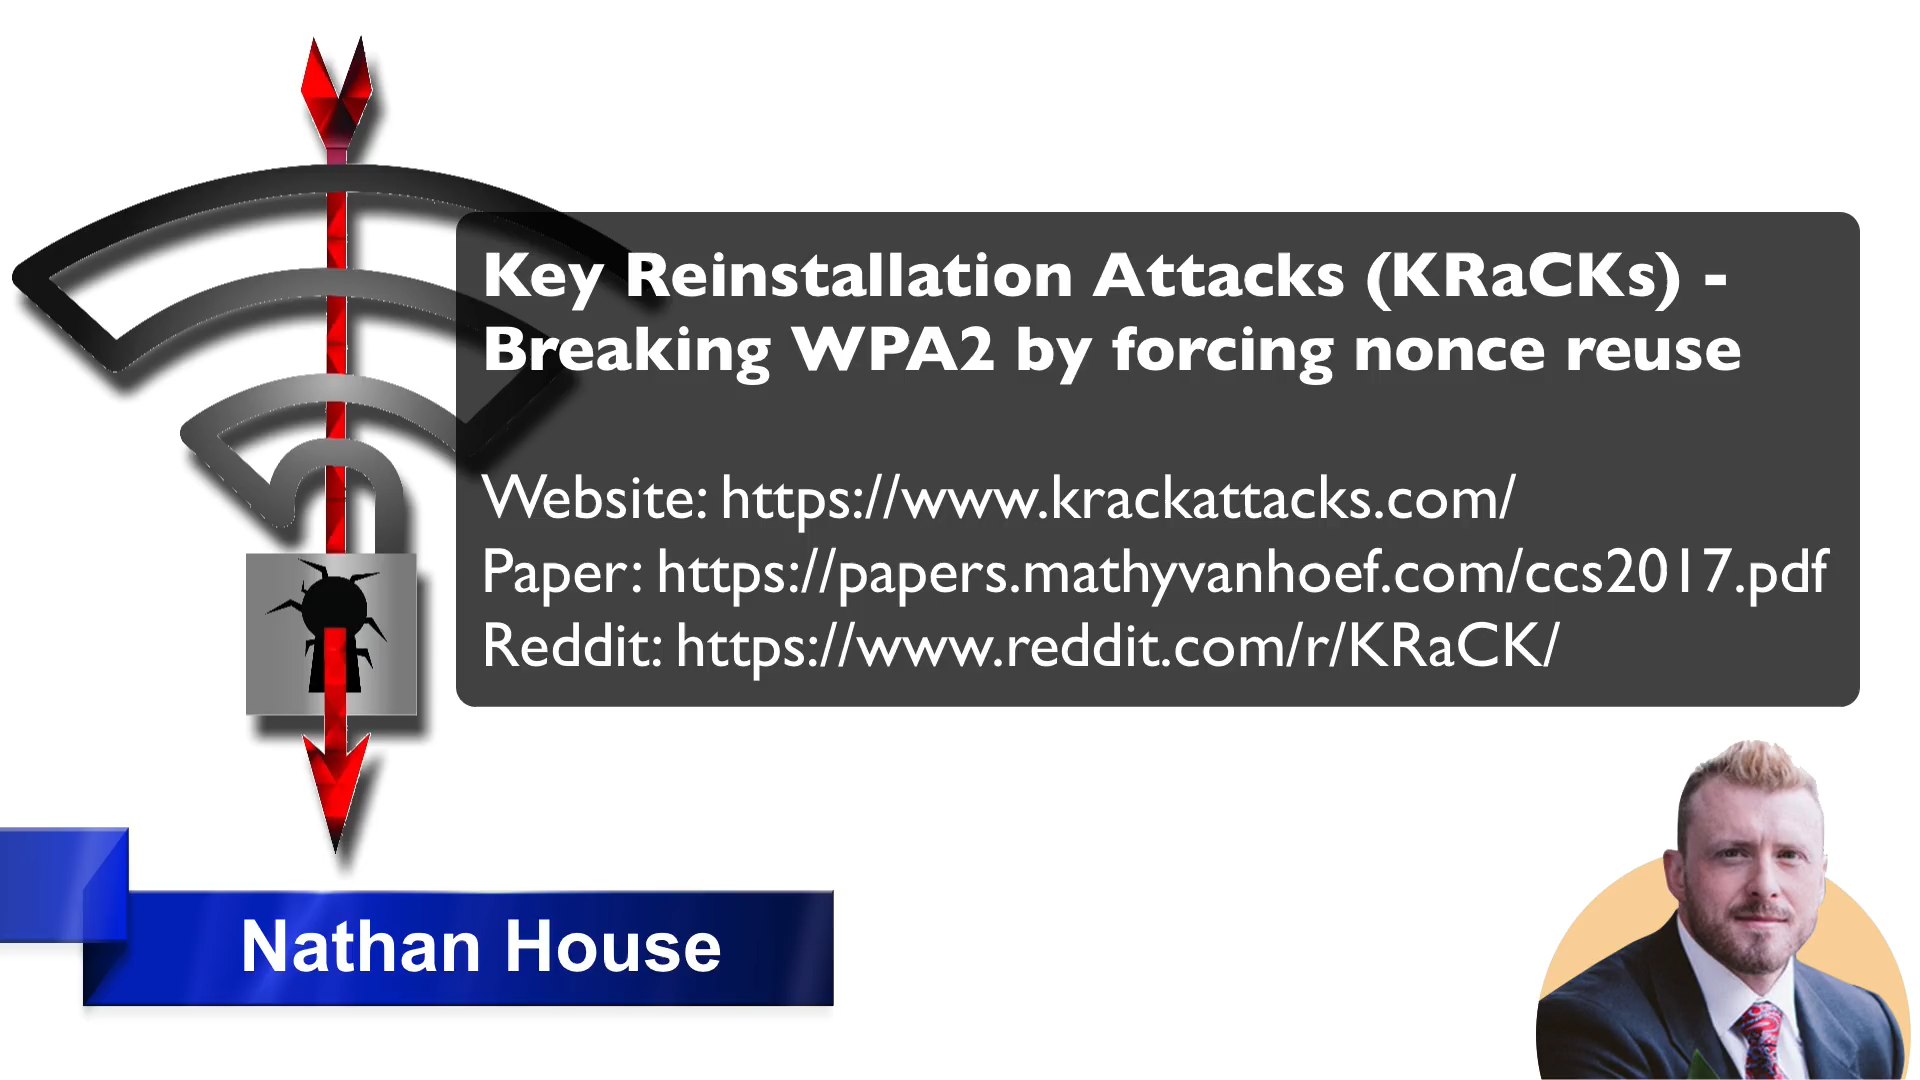 Key Reinstallation Attacks (KRaCKs) -
Breaking WPA2 by forcing nonce reuse
Website: https://www.krackattacks.com/
Paper: https://papers.mathyvanhoef.com/ccs2017.pdf
Reddit: https://www.reddit.com/r/KRaCK/
Nathan House